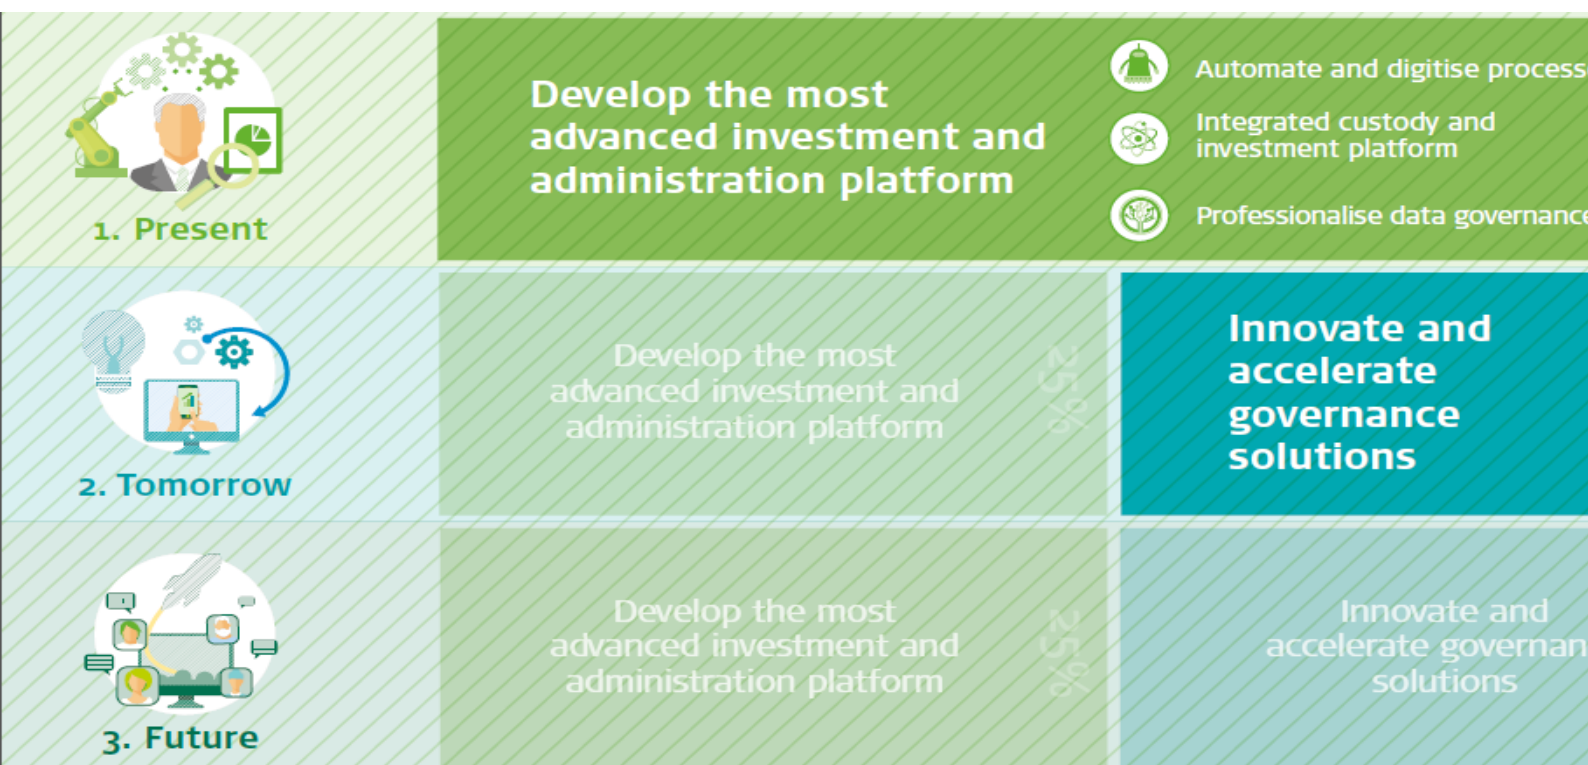 Develop the most
advanced investment and
administration platform
Automate and digitise process
Integrated custody and
investment platform
Professionalise data governance
1. Present
Develop the most
advanced investment and
administration platform
25%
Innovate and
accelerate
governance
solutions
2. Tomorrow
Develop the most
advanced investment and
administration platform
25%
Innovate and
accelerate governan
solutions
3. Future